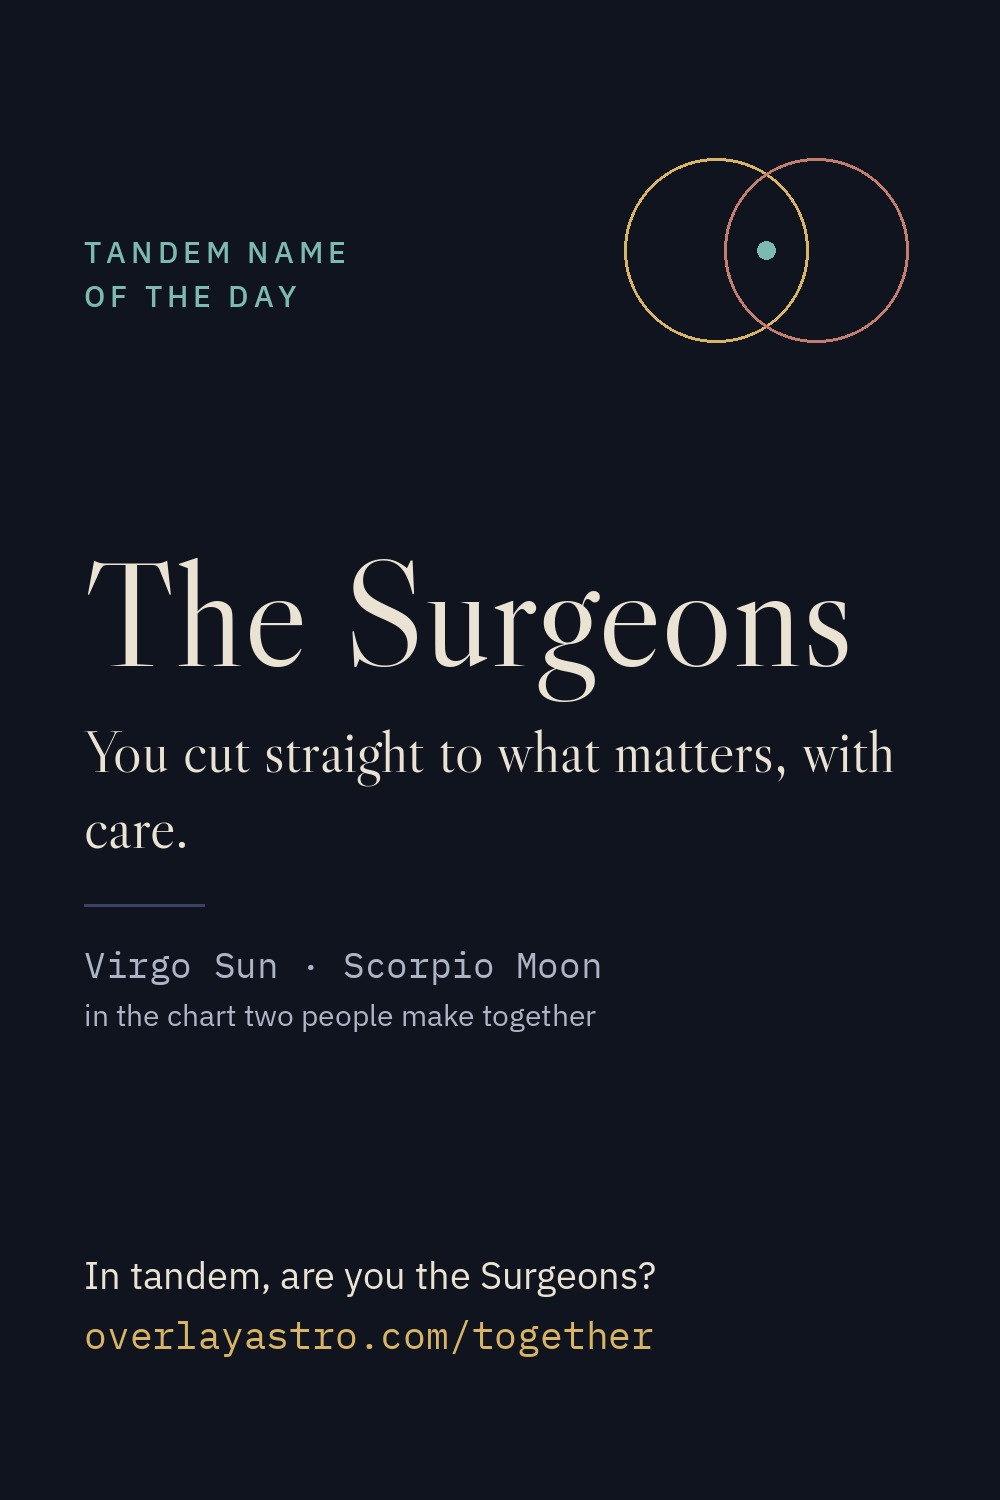 TANDEM NAME
OF THE DAY
The Surgeons
You cut straight to what matters, with
care.
Virgo Sun · Scorpio Moon
in the chart two people make together
In tandem, are you the Surgeons?
overlayastro.com/together